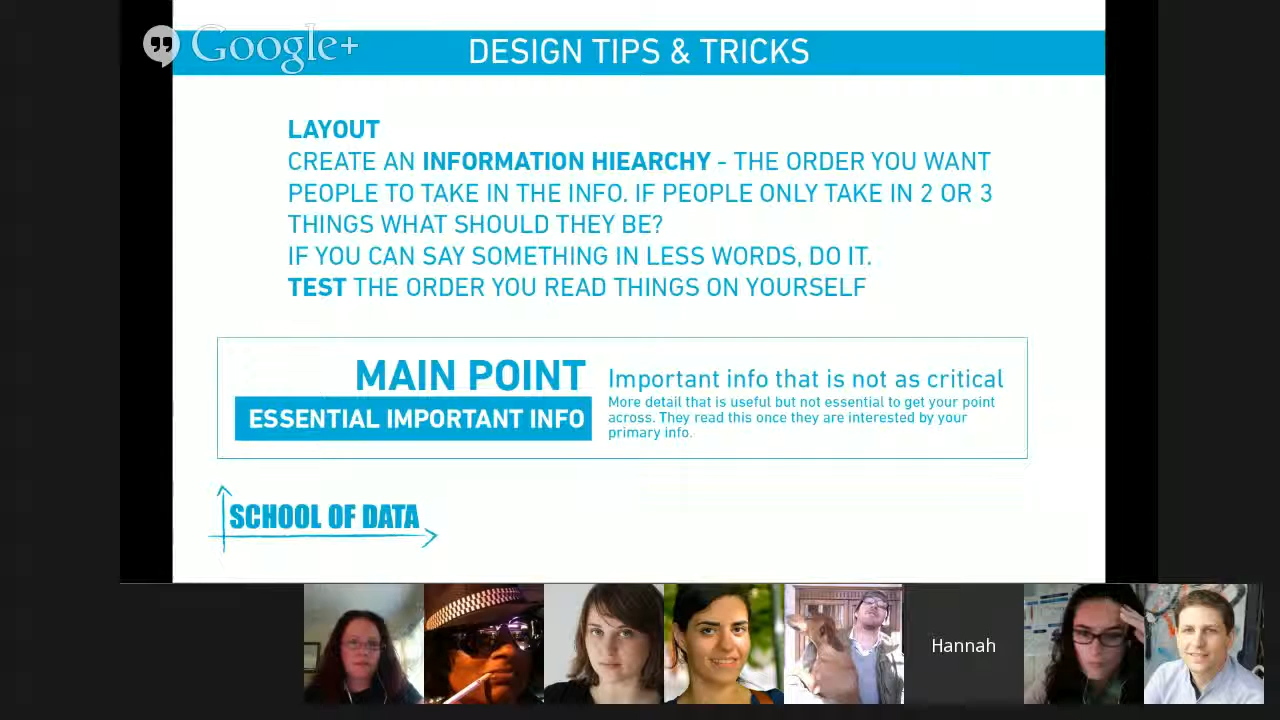 Google+
DESIGN TIPS & TRICKS
LAYOUT
CREATE AN INFORMATION HIEARCHY - THE ORDER YOU WANT
PEOPLE TO TAKE IN THE INFO. IF PEOPLE ONLY TAKE IN 2 OR 3
THINGS WHAT SHOULD THEY BE?
IF YOU CAN SAY SOMETHING IN LESS WORDS, DO IT.
TEST THE ORDER YOU READ THINGS ON YOURSELF
MAIN POINT
ESSENTIAL IMPORTANT INFO
Important info that is not as critical
More detail that is useful but not essential to get your point
across. They read this once they are interested by your
primary info.
SCHOOL OF DATA
Hannah